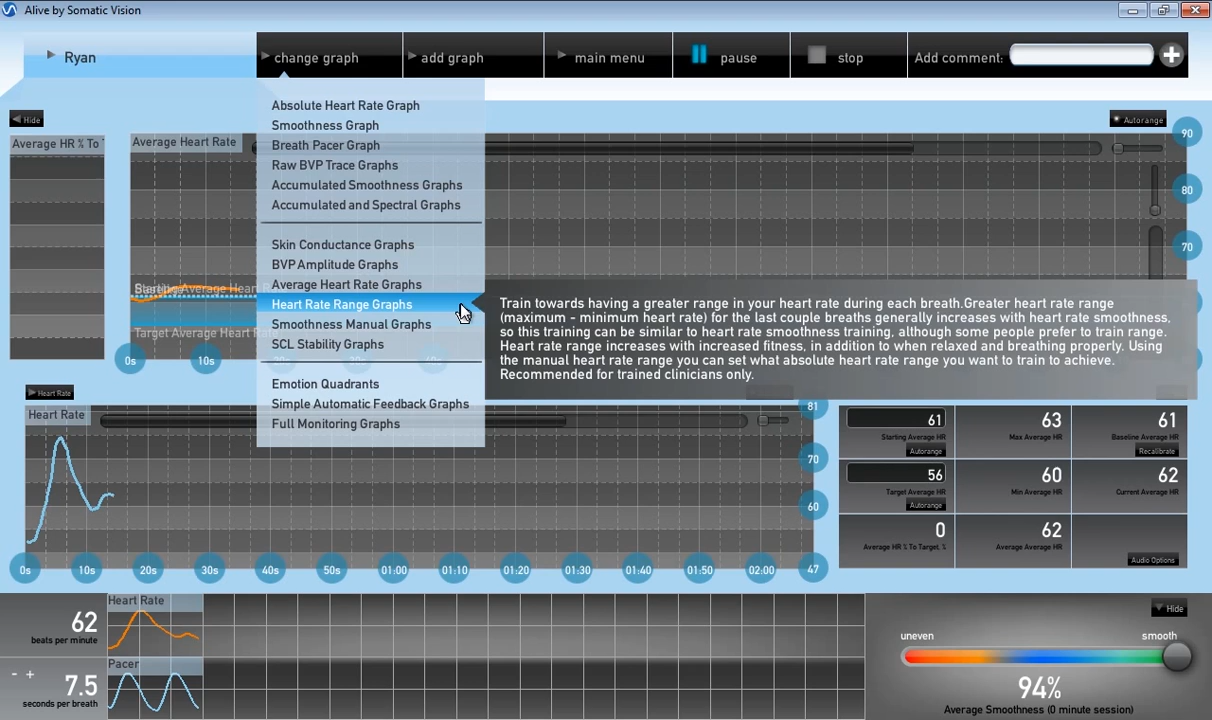 Alive by Somatic Vision
Ryan
change graph
add graph
main menu
pause
stop
Add comment:
Hide
Autorange
Average HR % To
Average Heart Rate
90
80
70
Absolute Heart Rate Graph
Smoothness Graph
Breath Pacer Graph
Raw BVP Trace Graphs
Accumulated Smoothness Graphs
Accumulated and Spectral Graphs
Skin Conductance Graphs
BVP Amplitude Graphs
Average Heart Rate Graphs
Heart Rate Range Graphs
Smoothness Manual Graphs
SCL Stability Graphs
Emotion Quadrants
Simple Automatic Feedback Graphs
Full Monitoring Graphs
Train towards having a greater range in your heart rate during each breath.Greater heart rate range
(maximum - minimum heart rate) for the last couple breaths generally increases with heart rate smoothness,
so this training can be similar to heart rate smoothness training, although some people prefer to train range.
Heart rate range increases with increased fitness, in addition to when relaxed and breathing properly. Using
the manual heart rate range you can set what absolute heart rate range you want to train to achieve.
Recommended for trained clinicians only.
Average Heart
Target Average Heart R
0s 10s
Heart Rate
Heart Rate
81
70
60
47
0s 10s 20s 30s 40s 50s 01:00 01:10 01:20 01:30 01:40 01:50 02:00
61
Starting Average HR
Autorange
63
Max Average HR
61
Baseline Average HR
Recalibrate
56
Target Average HR
Autorange
60
Min Average HR
62
Current Average HR
0
Average HR % To Target, %
62
Average Average HR
Audio Options
62
beats per minute
Heart Rate
- +
7.5
seconds per breath
Pacer
Hide
uneven
smooth
94%
Average Smoothness (0 minute session)